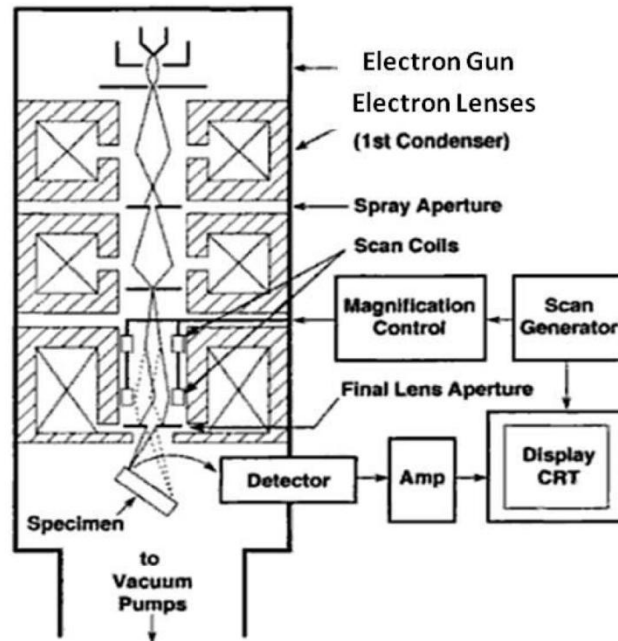 Electron Gun
Electron Lenses
(1st Condenser)
Spray Aperture
Scan Coils
Magnification
Control
Scan
Generator
Final Lens Aperture
Display
CRT
Detector
Amp
Specimen
to
Vacuum
Pumps